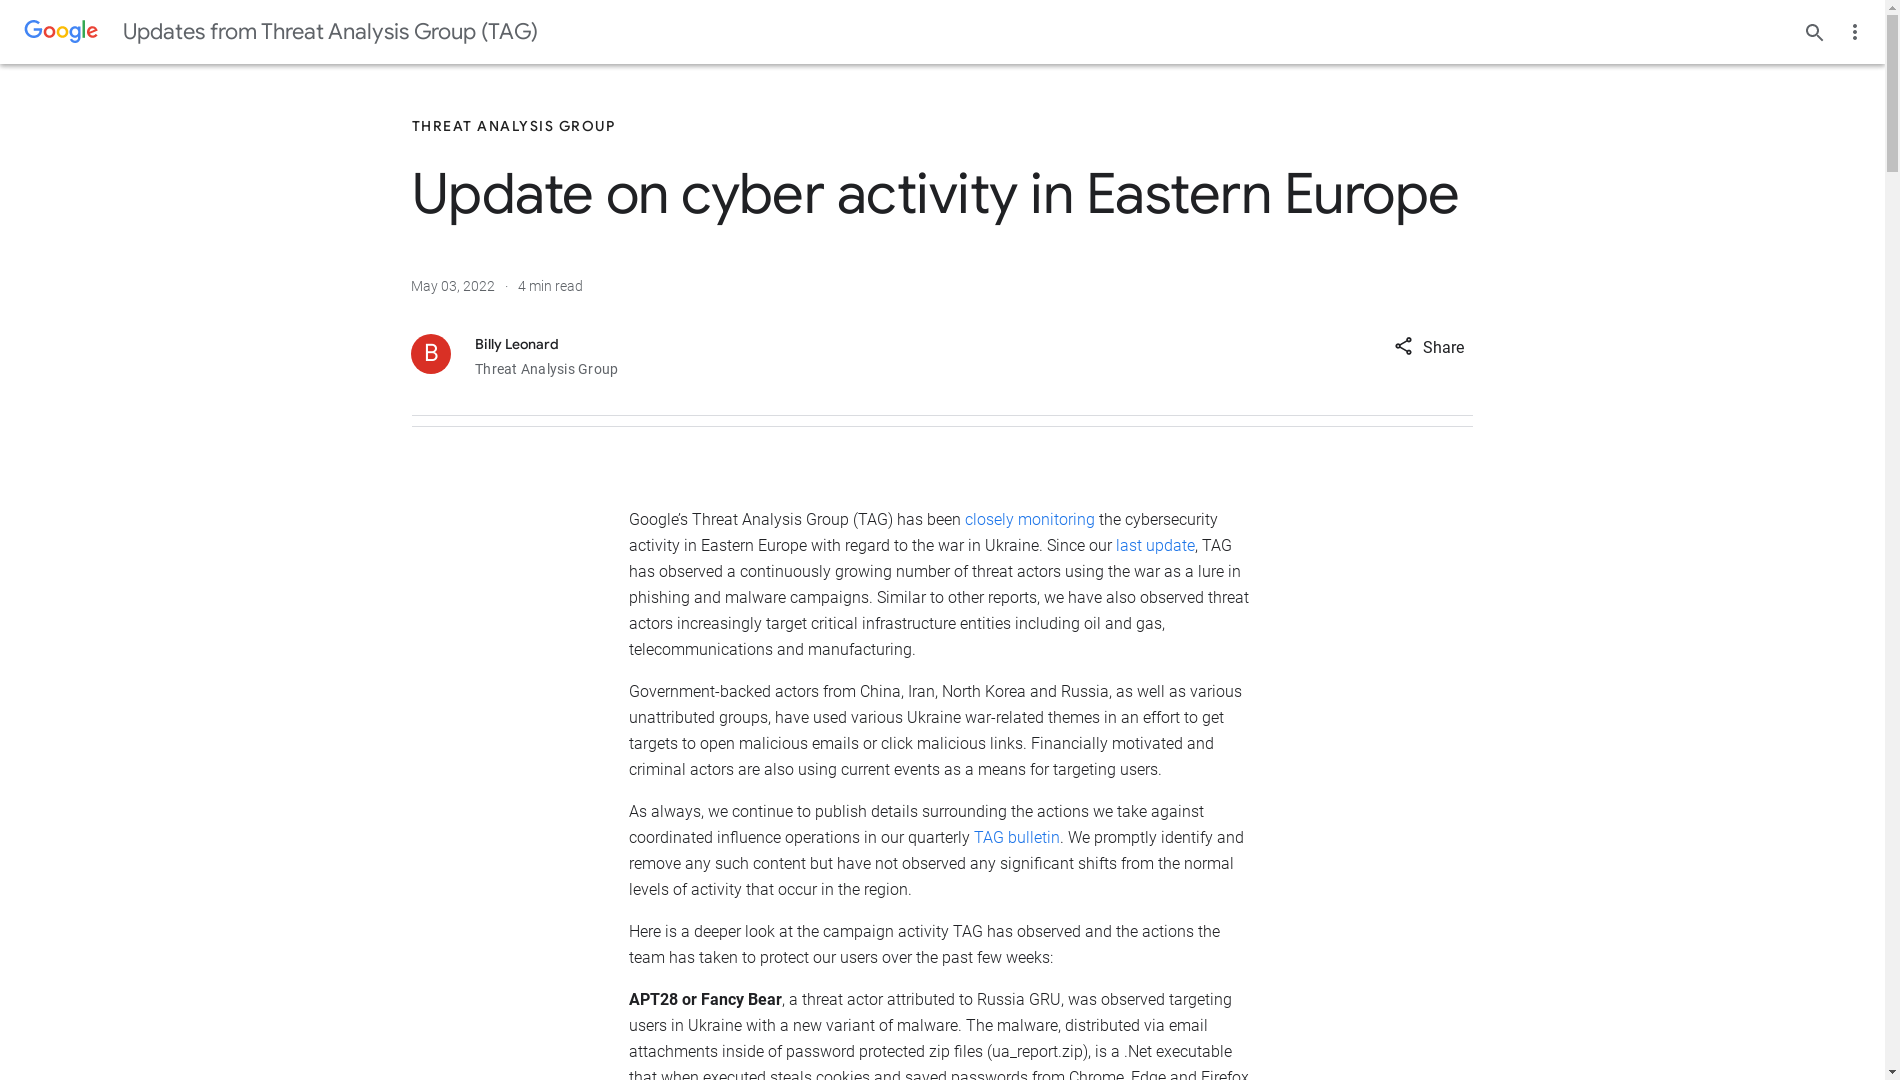 Google Updates from Threat Analysis Group (TAG)
THREAT ANALYSIS GROUP
Update on cyber activity in Eastern Europe
May 03, 2022 · 4 min read
B
Billy Leonard
Threat Analysis Group
Share
Google’s Threat Analysis Group (TAG) has been closely monitoring the cybersecurity
activity in Eastern Europe with regard to the war in Ukraine. Since our last update, TAG
has observed a continuously growing number of threat actors using the war as a lure in
phishing and malware campaigns. Similar to other reports, we have also observed threat
actors increasingly target critical infrastructure entities including oil and gas,
telecommunications and manufacturing.
Government-backed actors from China, Iran, North Korea and Russia, as well as various
unattributed groups, have used various Ukraine war-related themes in an effort to get
targets to open malicious emails or click malicious links. Financially motivated and
criminal actors are also using current events as a means for targeting users.
As always, we continue to publish details surrounding the actions we take against
coordinated influence operations in our quarterly TAG bulletin. We promptly identify and
remove any such content but have not observed any significant shifts from the normal
levels of activity that occur in the region.
Here is a deeper look at the campaign activity TAG has observed and the actions the
team has taken to protect our users over the past few weeks:
APT28 or Fancy Bear, a threat actor attributed to Russia GRU, was observed targeting
users in Ukraine with a new variant of malware. The malware, distributed via email
attachments inside of password protected zip files (ua_report.zip), is a .Net executable
that when executed steals cookies and saved passwords from Chrome, Edge and Firefox